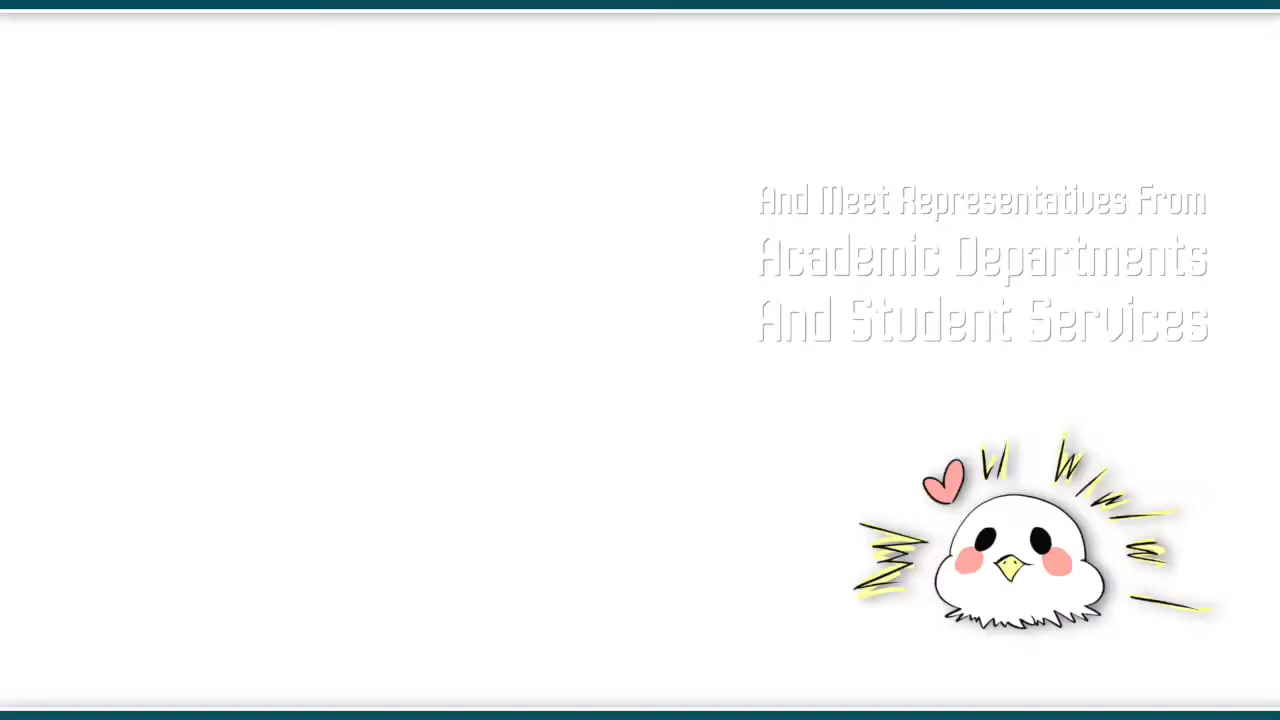 And Meet Representatives From
Academic Departments
And Student Services